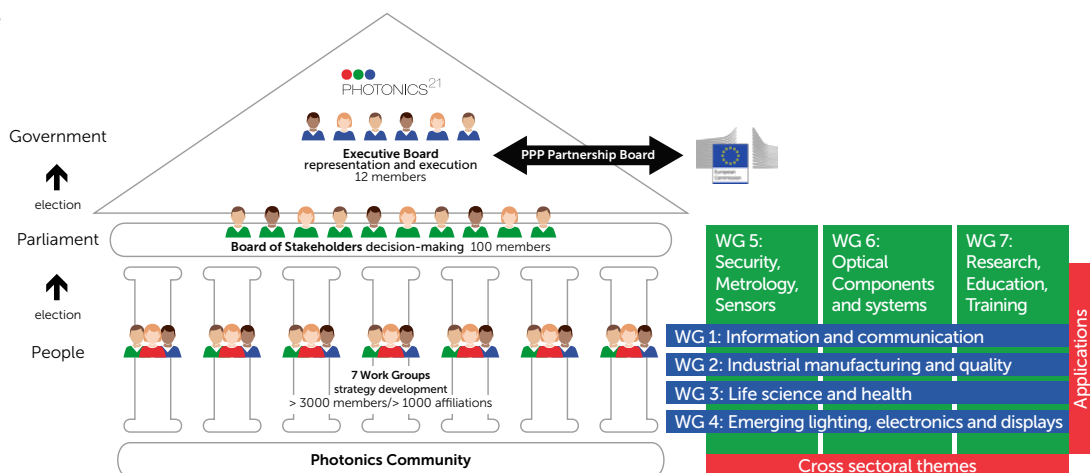 PHOTONICS²¹
Government
Executive Board
representation and execution
12 members
PPP Partnership Board
European
Commission
election
Parliament
Board of Stakeholders decision-making 100 members
election
People
7 Work Groups
strategy development
> 3000 members/> 1000 affiliations
Photonics Community
WG 5:
Security,
Metrology,
Sensors
WG 6:
Optical
Components
and systems
WG 7:
Research,
Education,
Training
WG 1: Information and communication
WG 2: Industrial manufacturing and quality
WG 3: Life science and health
WG 4: Emerging lighting, electronics and displays
Applications
Cross sectoral themes